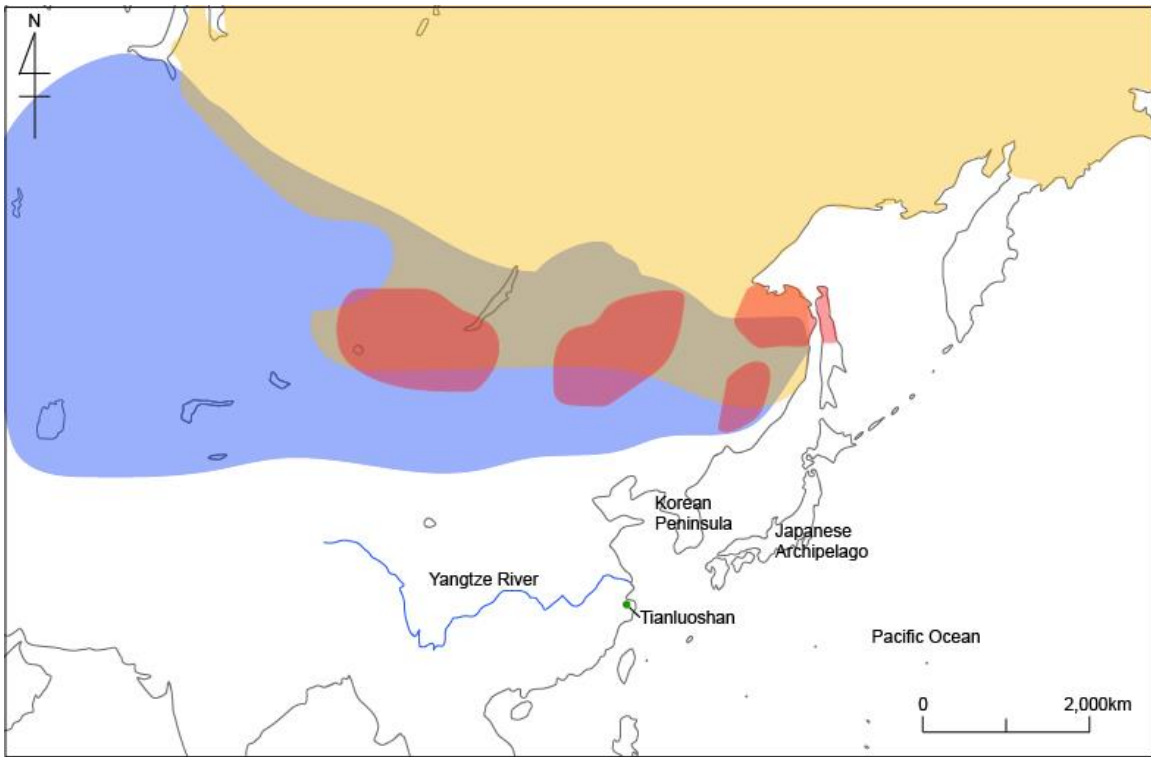 N
Korean
Peninsula
Japanese
Archipelago
Yangtze River
Tianluoshan
Pacific Ocean
0 2,000km